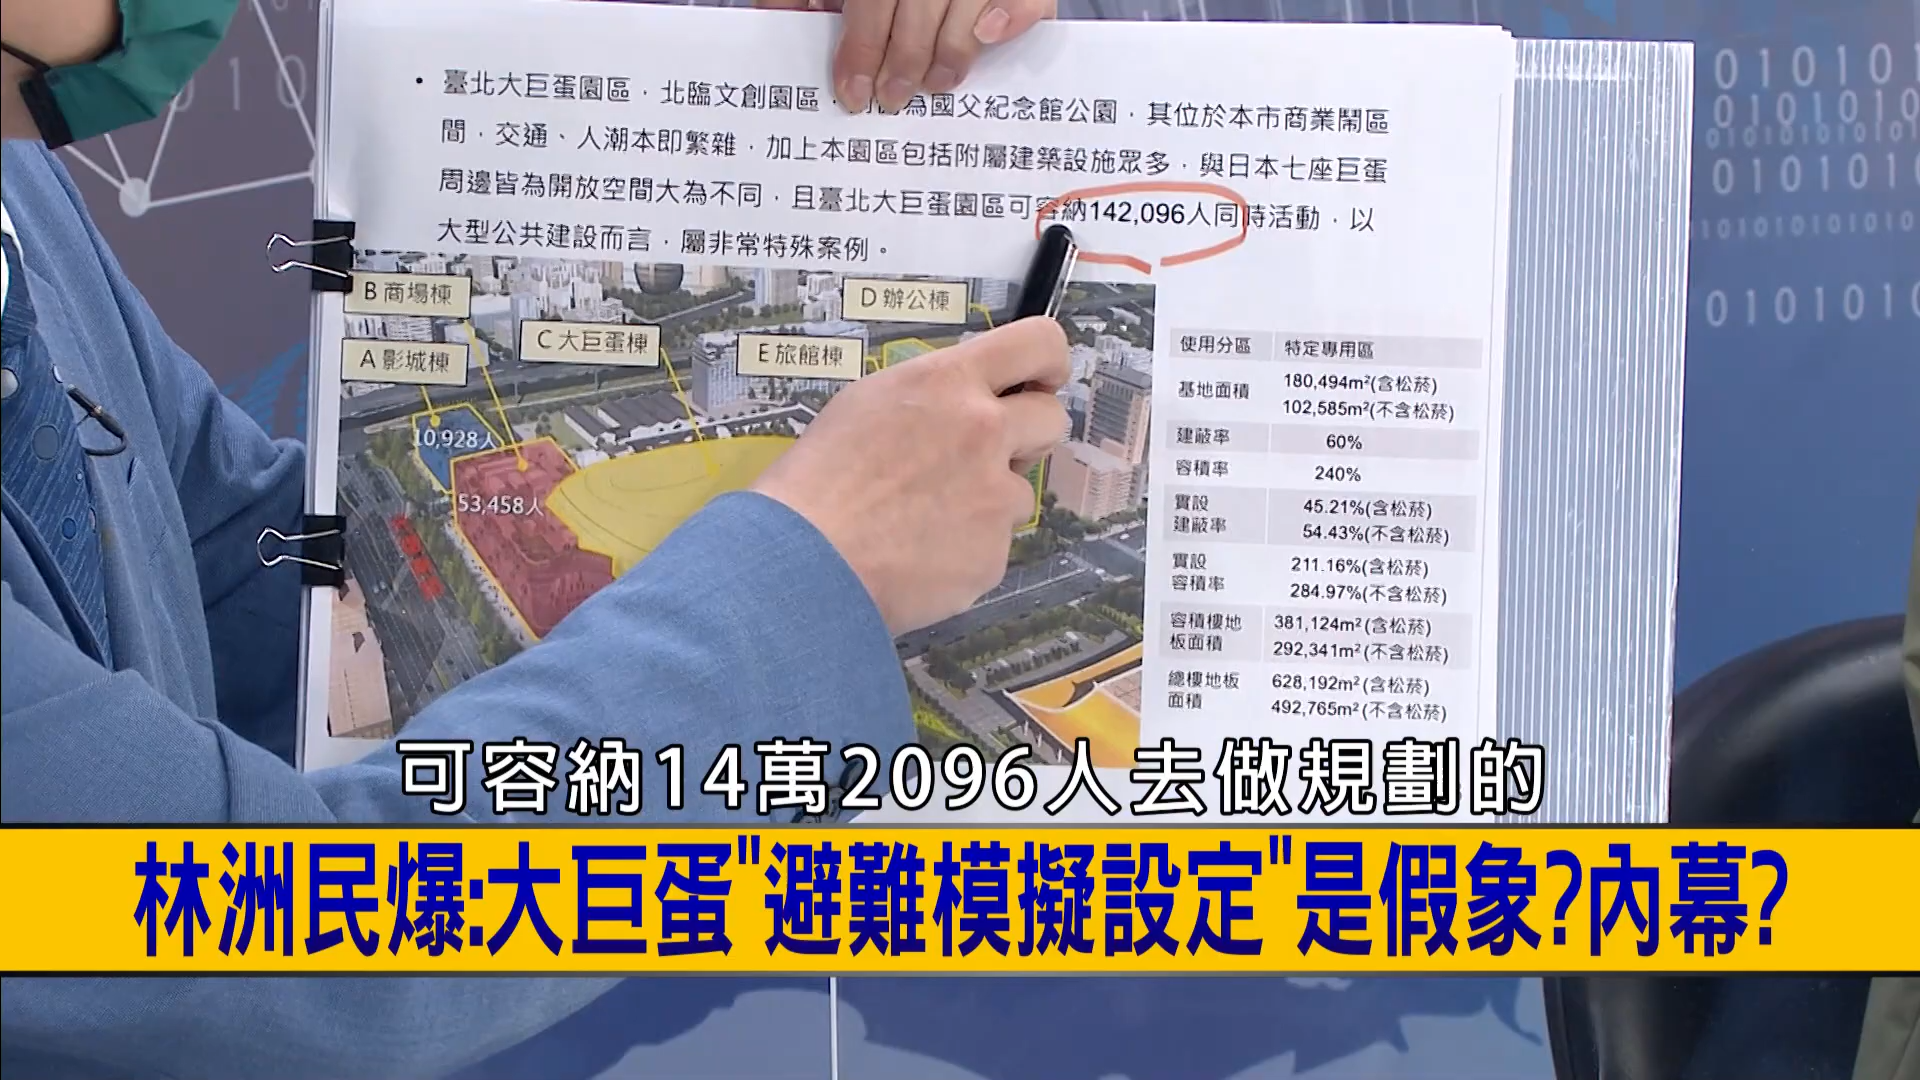 • 臺北大巨蛋園區，北臨文創園區，為國父紀念館公園，其位於本市商業鬧區
間，交通、人潮本即繁雜，加上本園區包括附屬建築設施眾多，與日本七座巨蛋
周邊皆為開放空間大為不同，且臺北大巨蛋園區可容納142,096人同時活動，以
大型公共建設而言，屬非常特殊案例。
B 商場棟
D 辦公棟
C 大巨蛋棟
E 旅館棟
A 影城棟
10,928人
53,458人
使用分區 特定專用區
基地面積 180,494m²(含松菸)
102,585m²(不含松菸)
建蔽率 60%
容積率 240%
實設建蔽率 45.21%(含松菸)
54.43%(不含松菸)
實設容積率 211.16%(含松菸)
284.97%(不含松菸)
容積樓地板面積 381,124m²(含松菸)
292,341m²(不含松菸)
總樓地板面積 628,192m²(含松菸)
492,765m²(不含松菸)
可容納14萬2096人去做規劃的
林洲民爆:大巨蛋"避難模擬設定"是假象?內幕?